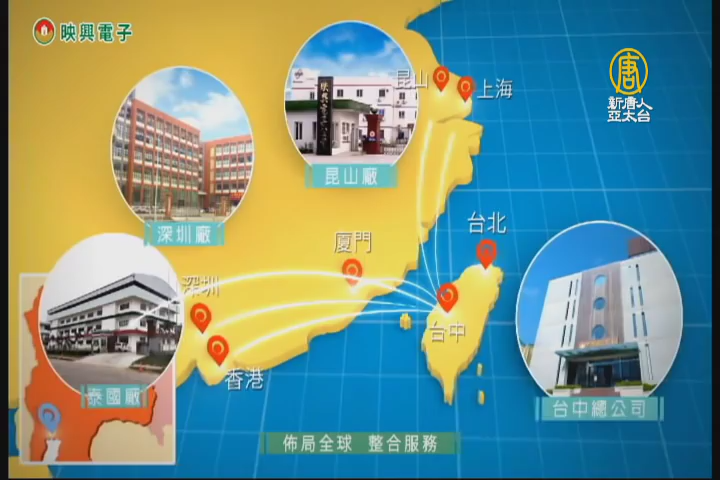 映興電子
唐
新唐人
亞太台
昆山
上海
昆山廠
深圳廠
廈門
台北
深圳
台中
香港
泰國廠
台中總公司
佈局全球 整合服務